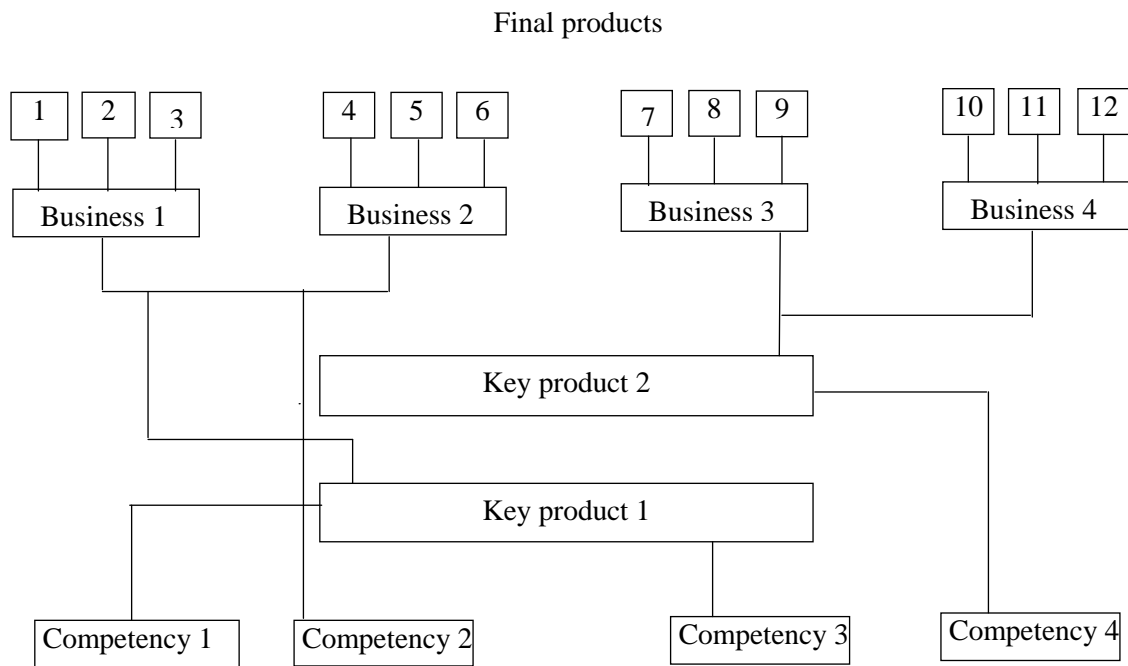 Final products
1 2 3 4 5 6 7 8 9 10 11 12
Business 1 Business 2 Business 3 Business 4
Key product 2
Key product 1
Competency 1 Competency 2 Competency 3 Competency 4